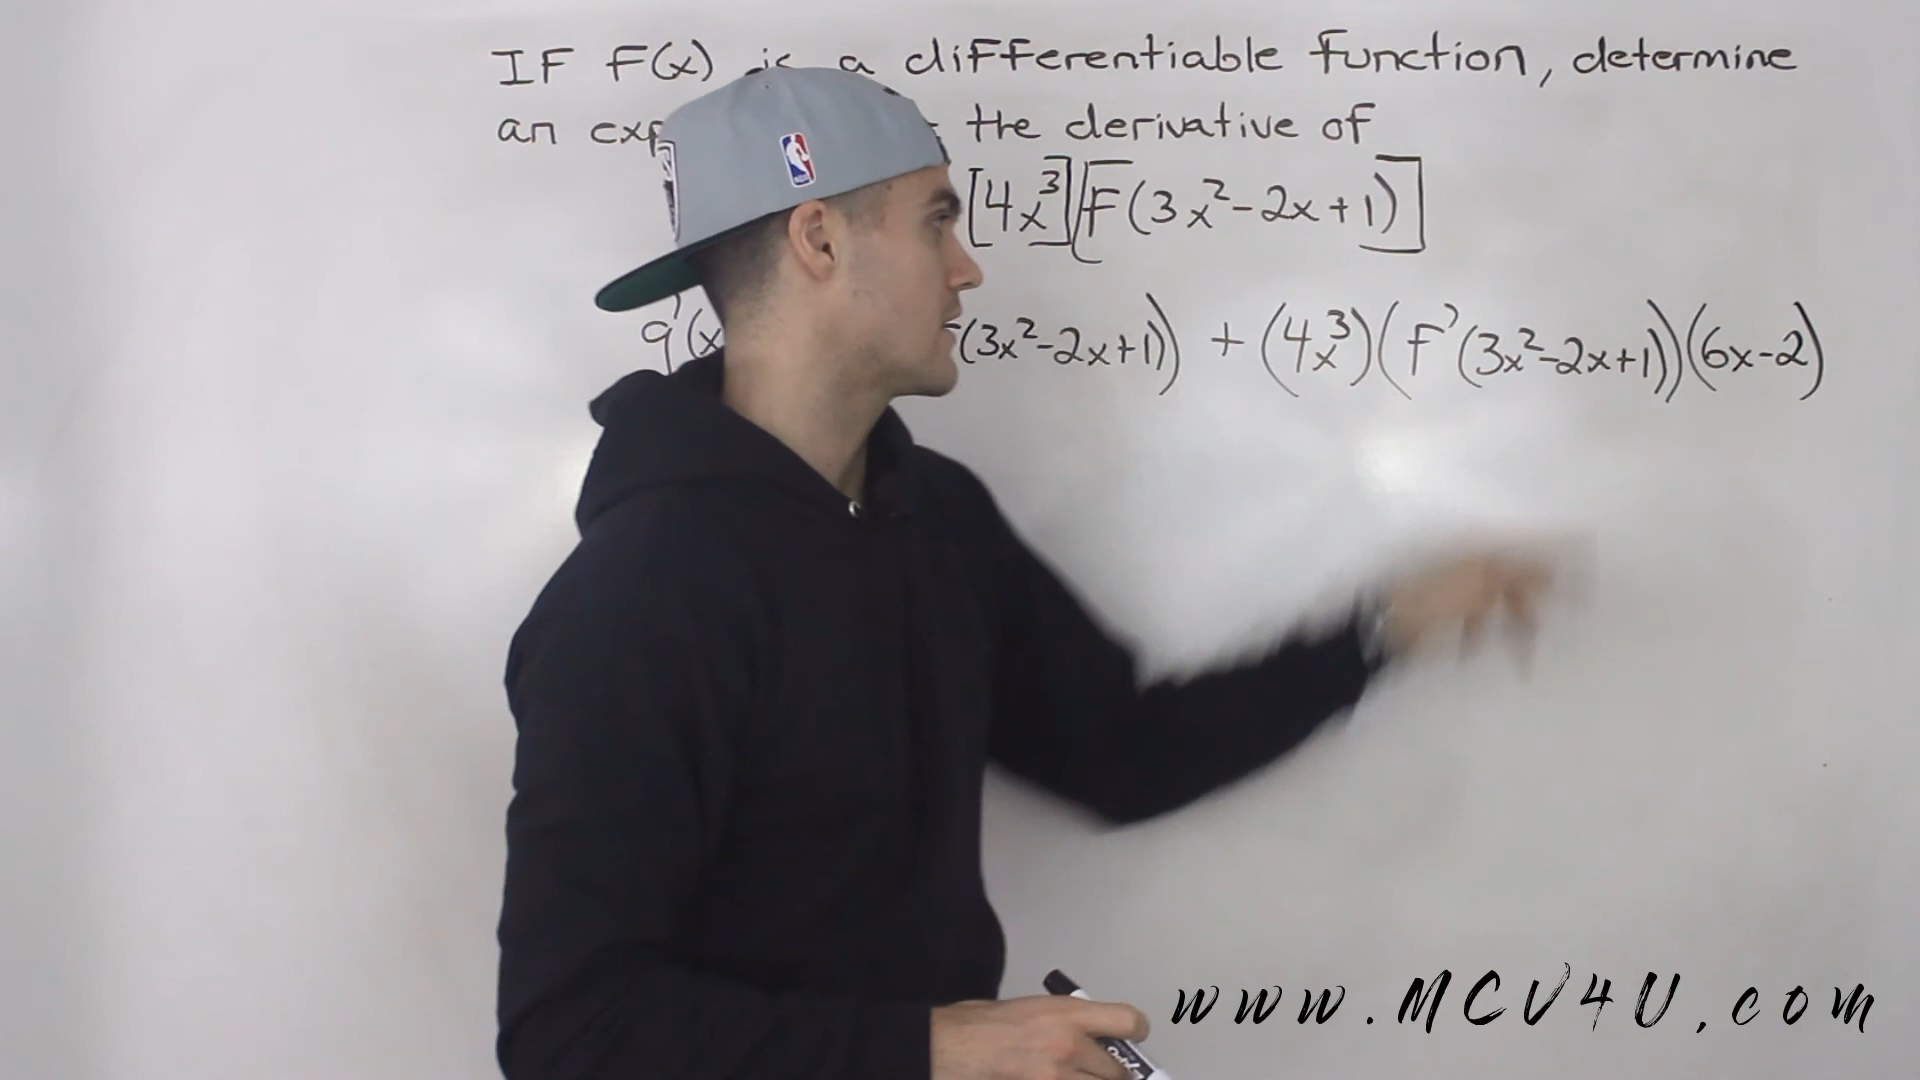 IF F(x) is a differentiable function, determine
an exp the derivative of
[4x³][F(3x²-2x+1)]
g'(x (3x²-2x+1)) + (4x³)(f'(3x²-2x+1))(6x-2)
www.MCV4U.com